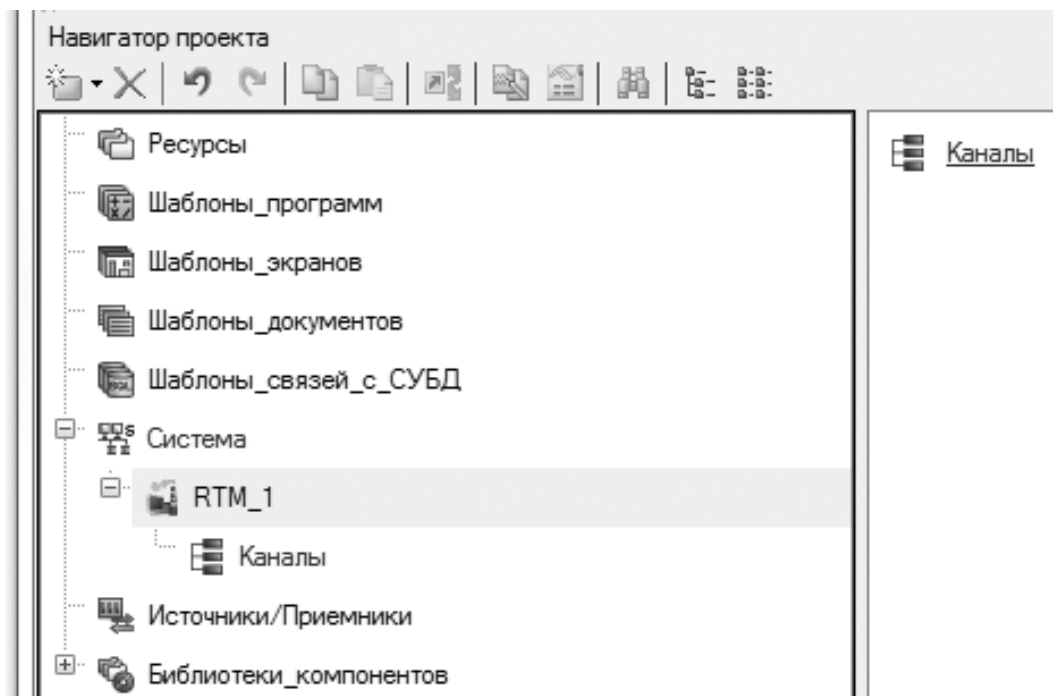 Навигатор проекта
Ресурсы
Каналы
Шаблоны_программ
Шаблоны_экранов
Шаблоны_документов
Шаблоны_связей_с_СУБД
Система
RTM_1
Каналы
Источники/Приемники
Библиотеки_компонентов